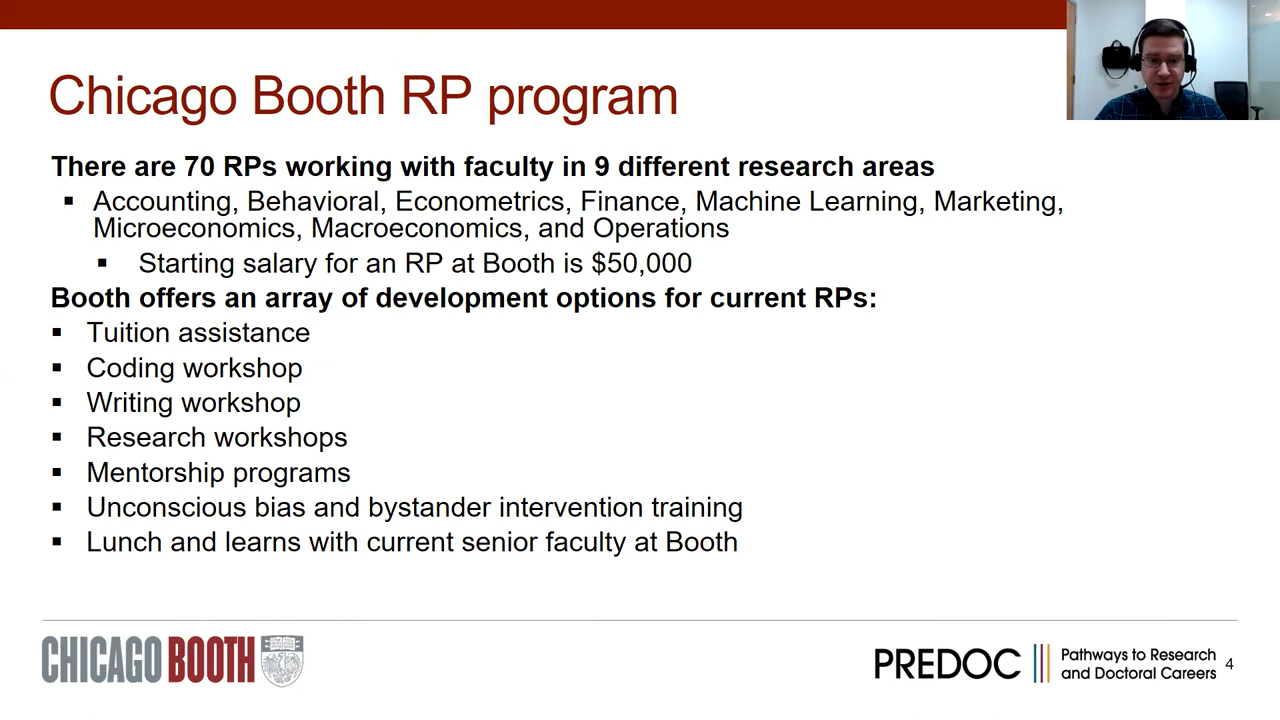 Chicago Booth RP program
There are 70 RPs working with faculty in 9 different research areas
▪ Accounting, Behavioral, Econometrics, Finance, Machine Learning, Marketing,
Microeconomics, Macroeconomics, and Operations
▪ Starting salary for an RP at Booth is $50,000
Booth offers an array of development options for current RPs:
▪ Tuition assistance
▪ Coding workshop
▪ Writing workshop
▪ Research workshops
▪ Mentorship programs
▪ Unconscious bias and bystander intervention training
▪ Lunch and learns with current senior faculty at Booth
CHICAGO BOOTH
PREDOC
Pathways to Research
and Doctoral Careers
4